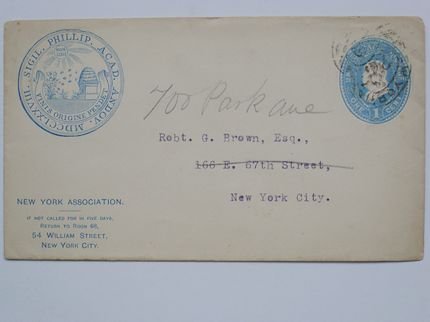 SIGIL. PHILLIP. ACAD. ANDOV. MDCCLXXVIII
NON SIBI
FINIS ORIGINE PENDET
1
700 Park ave
Robt. G. Brown, Esq.,
166 E. 67th Street,
New York City.
NEW YORK ASSOCIATION.
IF NOT CALLED FOR IN FIVE DAYS,
RETURN TO ROOM 68,
54 WILLIAM STREET,
NEW YORK CITY.